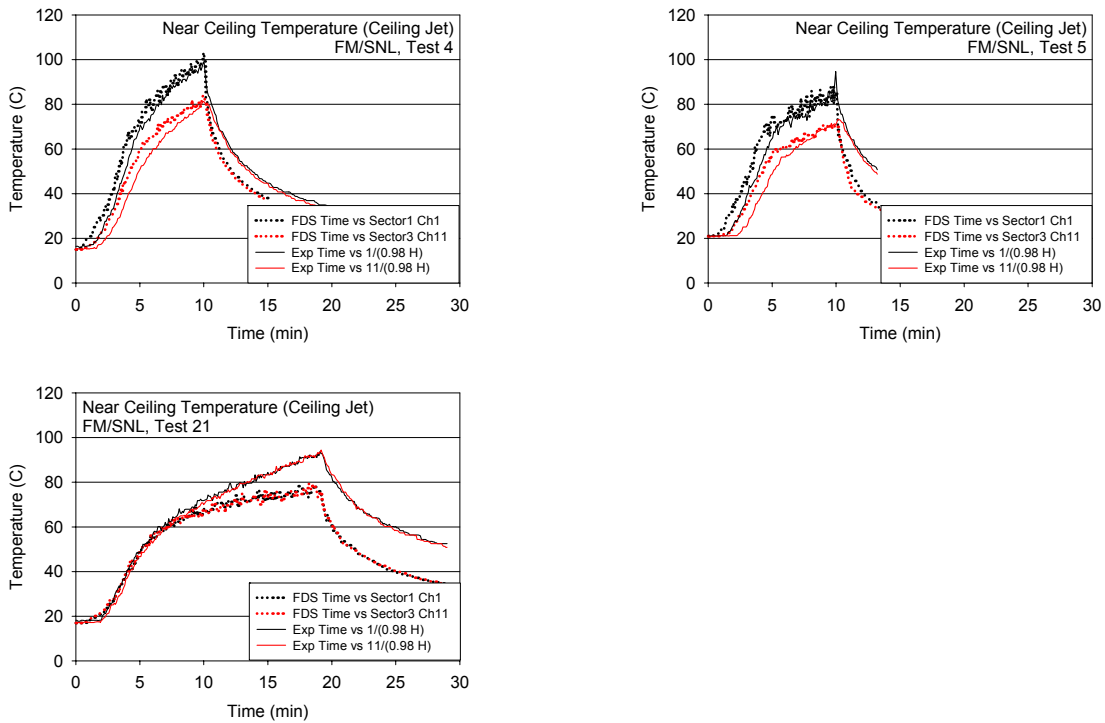 Near Ceiling Temperature (Ceiling Jet)
FM/SNL, Test 4
Temperature (C)
120
100
80
60
40
20
0
0 5 10 15 20 25 30
Time (min)
FDS Time vs Sector1 Ch1
FDS Time vs Sector3 Ch11
Exp Time vs 1/(0.98 H)
Exp Time vs 11/(0.98 H)
Near Ceiling Temperature (Ceiling Jet)
FM/SNL, Test 5
Temperature (C)
120
100
80
60
40
20
0
0 5 10 15 20 25 30
Time (min)
FDS Time vs Sector1 Ch1
FDS Time vs Sector3 Ch11
Exp Time vs 1/(0.98 H)
Exp Time vs 11/(0.98 H)
Near Ceiling Temperature (Ceiling Jet)
FM/SNL, Test 21
Temperature (C)
120
100
80
60
40
20
0
0 5 10 15 20 25 30
Time (min)
FDS Time vs Sector1 Ch1
FDS Time vs Sector3 Ch11
Exp Time vs 1/(0.98 H)
Exp Time vs 11/(0.98 H)